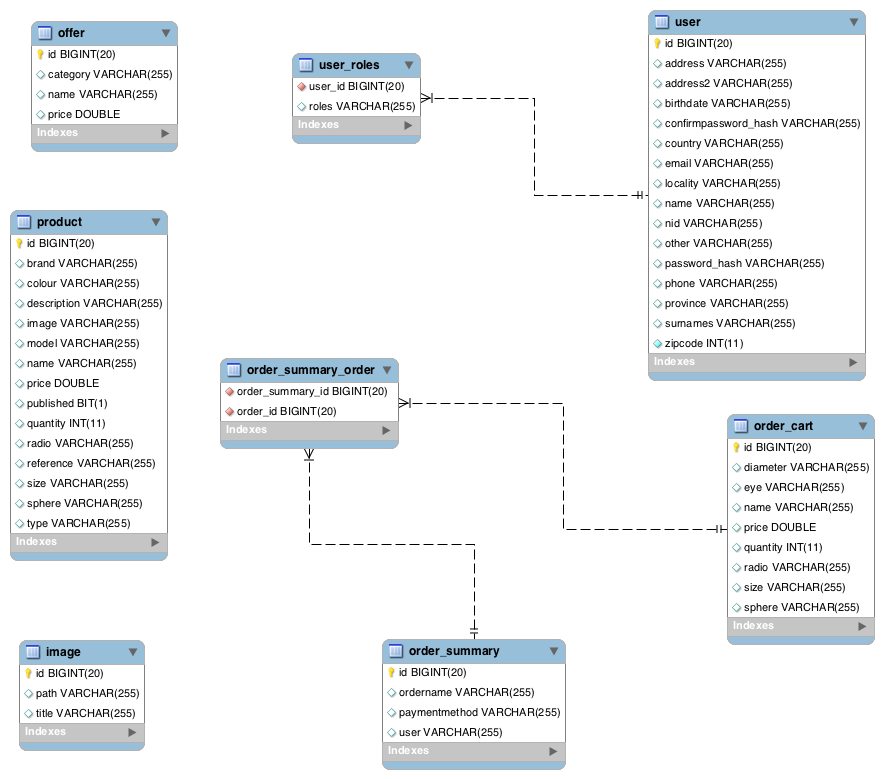 offer
id BIGINT(20)
category VARCHAR(255)
name VARCHAR(255)
price DOUBLE
Indexes
user_roles
user_id BIGINT(20)
roles VARCHAR(255)
Indexes
user
id BIGINT(20)
address VARCHAR(255)
address2 VARCHAR(255)
birthdate VARCHAR(255)
confirmpassword_hash VARCHAR(255)
country VARCHAR(255)
email VARCHAR(255)
locality VARCHAR(255)
name VARCHAR(255)
nid VARCHAR(255)
other VARCHAR(255)
password_hash VARCHAR(255)
phone VARCHAR(255)
province VARCHAR(255)
surnames VARCHAR(255)
zipcode INT(11)
Indexes
product
id BIGINT(20)
brand VARCHAR(255)
colour VARCHAR(255)
description VARCHAR(255)
image VARCHAR(255)
model VARCHAR(255)
name VARCHAR(255)
price DOUBLE
published BIT(1)
quantity INT(11)
radio VARCHAR(255)
reference VARCHAR(255)
size VARCHAR(255)
sphere VARCHAR(255)
type VARCHAR(255)
Indexes
order_summary_order
order_summary_id BIGINT(20)
order_id BIGINT(20)
Indexes
order_cart
id BIGINT(20)
diameter VARCHAR(255)
eye VARCHAR(255)
name VARCHAR(255)
price DOUBLE
quantity INT(11)
radio VARCHAR(255)
size VARCHAR(255)
sphere VARCHAR(255)
Indexes
image
id BIGINT(20)
path VARCHAR(255)
title VARCHAR(255)
Indexes
order_summary
id BIGINT(20)
ordername VARCHAR(255)
paymentmethod VARCHAR(255)
user VARCHAR(255)
Indexes